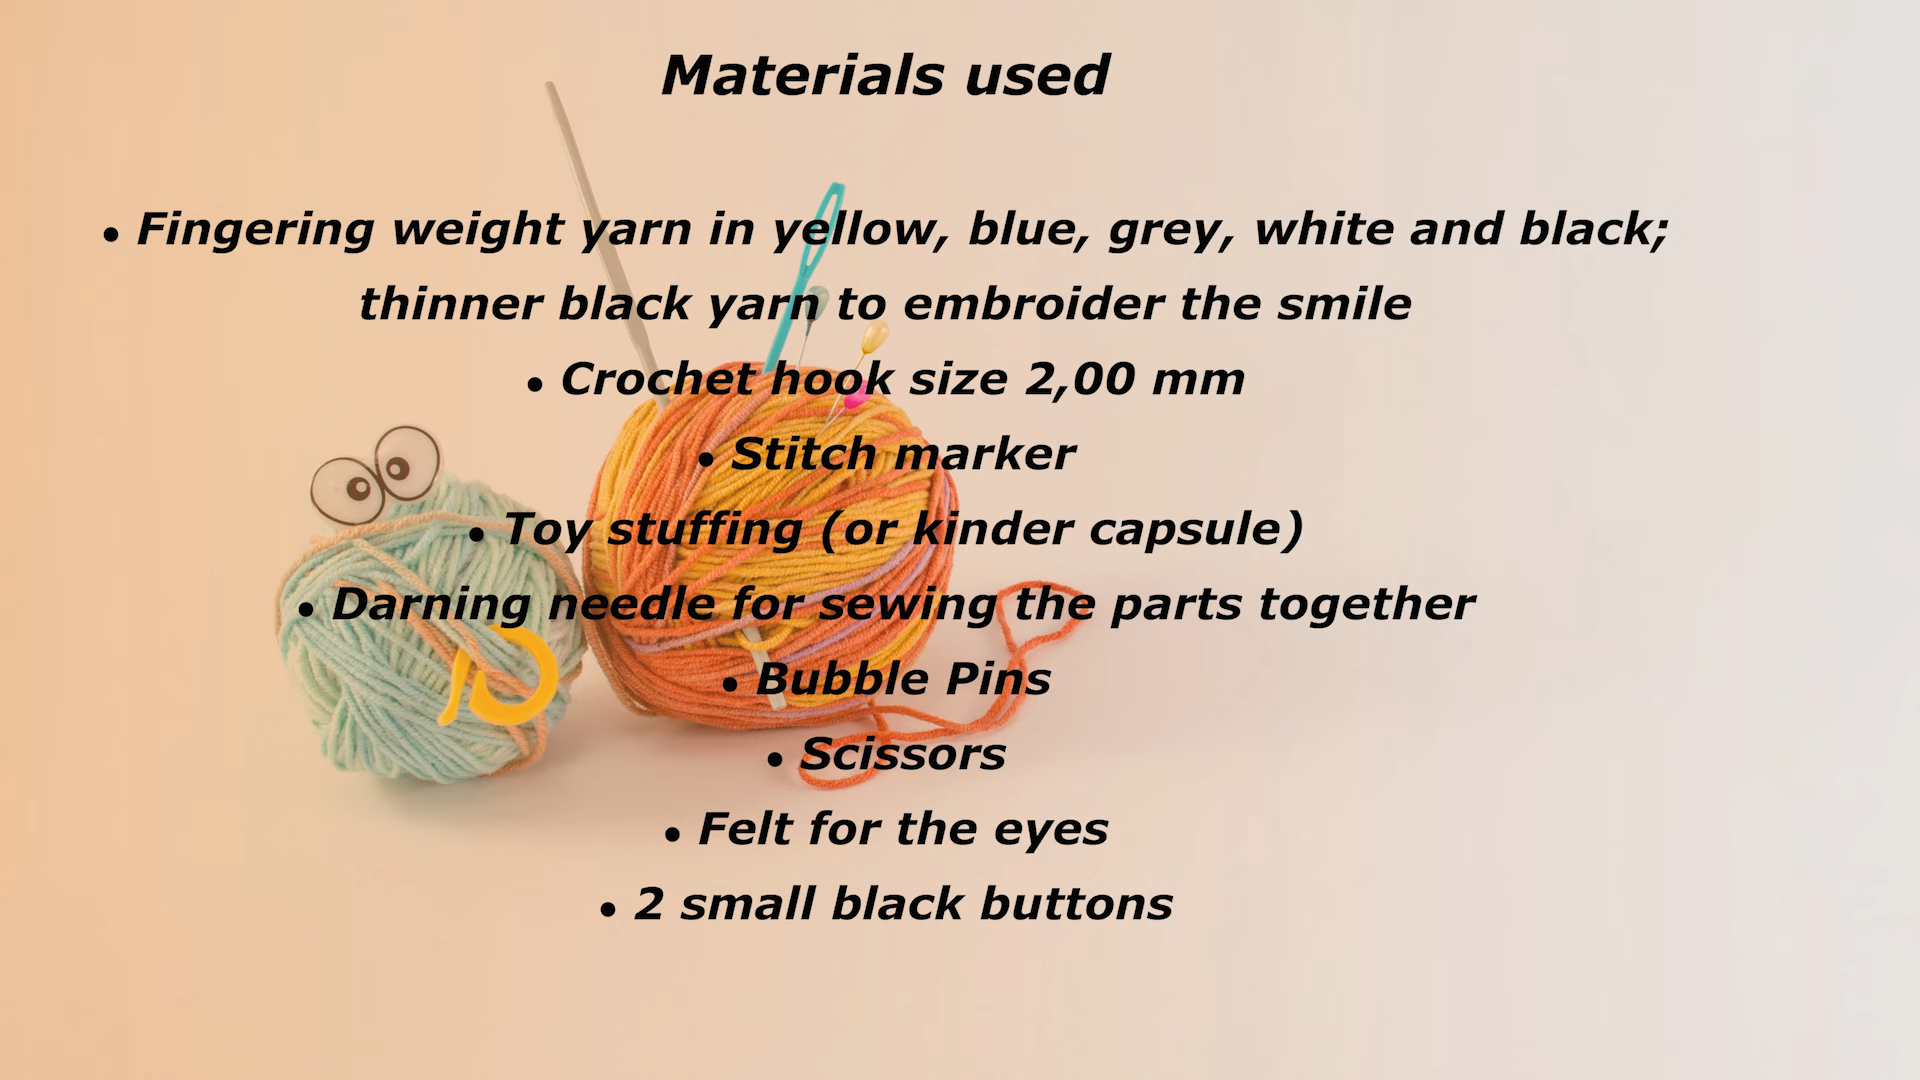 Materials used
• Fingering weight yarn in yellow, blue, grey, white and black;
thinner black yarn to embroider the smile
• Crochet hook size 2,00 mm
• Stitch marker
• Toy stuffing (or kinder capsule)
• Darning needle for sewing the parts together
• Bubble Pins
• Scissors
• Felt for the eyes
• 2 small black buttons